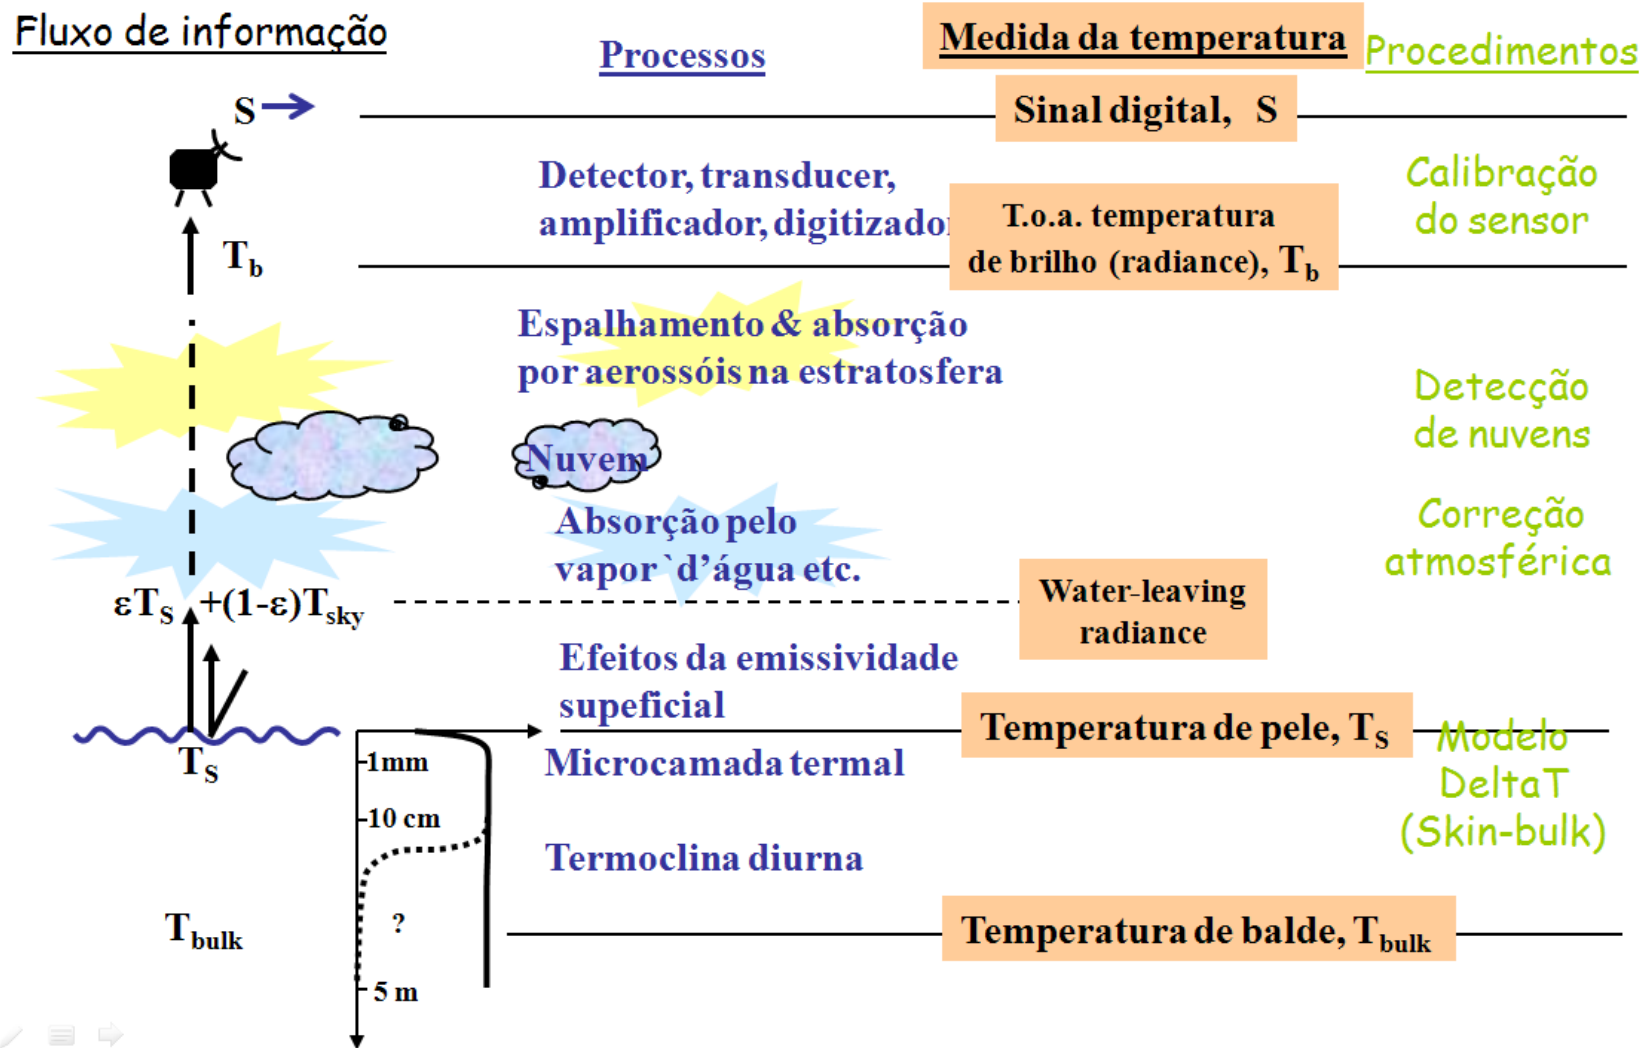 Fluxo de informação
Processos
Medida da temperatura
Procedimentos
S
Sinal digital, S
Detector, transducer,
amplificador, digitizador
T.o.a. temperatura
de brilho (radiance), Tb
Calibração
do sensor
Tb
Espalhamento & absorção
por aerossóis na estratosfera
Detecção
de nuvens
Nuvem
Absorção pelo
vapor `d’água etc.
Correção
atmosférica
εTS +(1-ε)Tsky
Water-leaving
radiance
Efeitos da emissividade
supeficial
Temperatura de pele, TS
TS
1mm
Microcamada termal
Modelo
DeltaT
(Skin-bulk)
10 cm
Termoclina diurna
Tbulk
?
Temperatura de balde, Tbulk
5 m